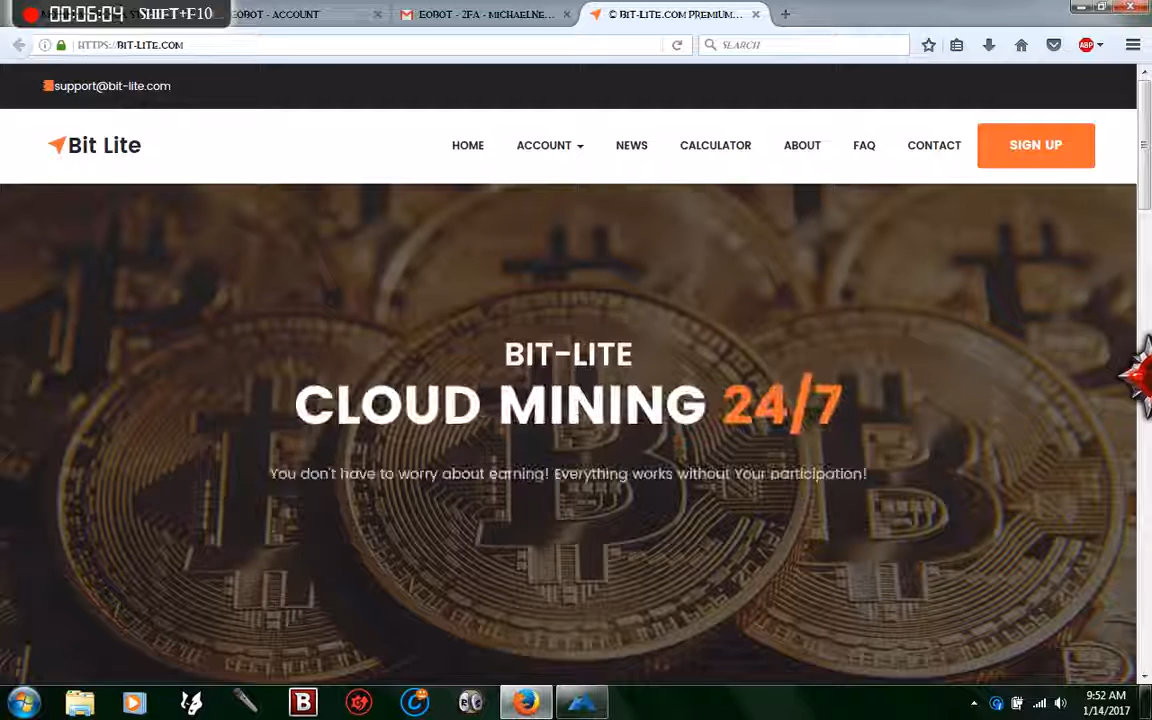 00:06:04 SHIFT+F10
EOBOT - ACCOUNT
EOBOT - 2FA - MICHAELNE...
© BIT-LITE.COM PREMIUM...
HTTPS://BIT-LITE.COM
SEARCH
ABP
support@bit-lite.com
Bit Lite
HOME
ACCOUNT
NEWS
CALCULATOR
ABOUT
FAQ
CONTACT
SIGN UP
BIT-LITE
CLOUD MINING 24/7
You don't have to worry about earning! Everything works without Your participation!
9:52 AM
1/14/2017